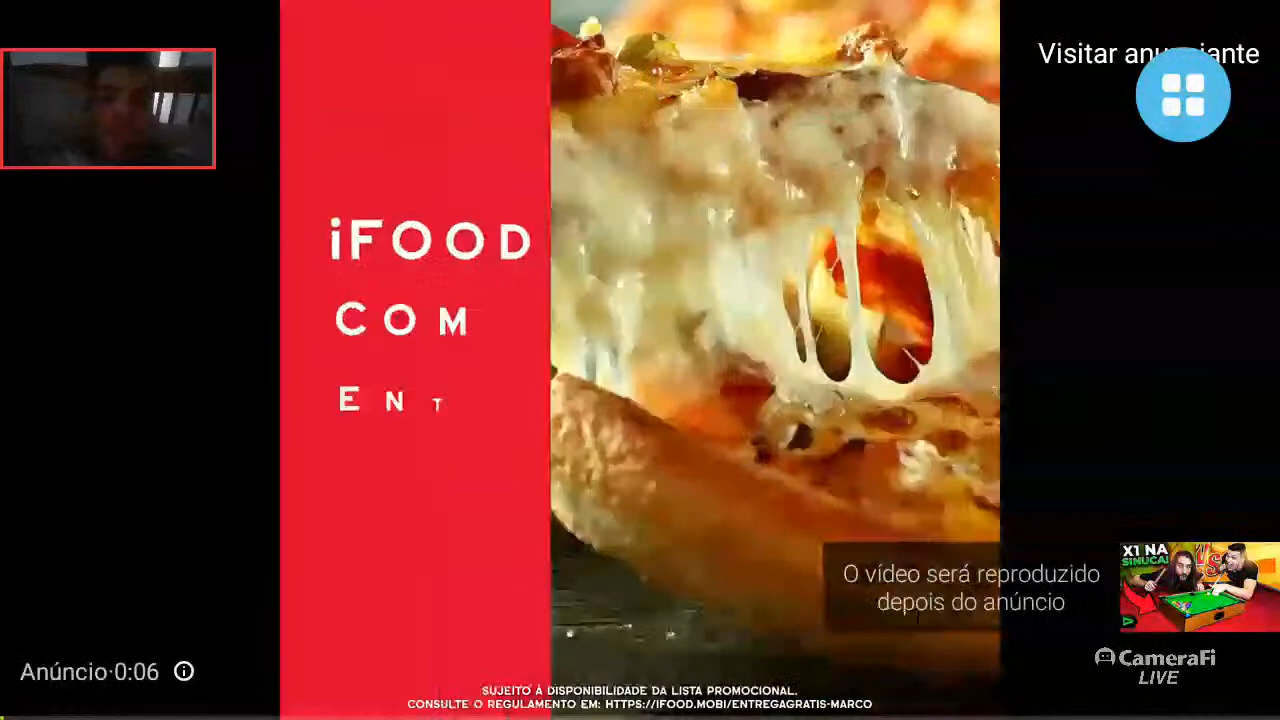 Visitar anunciante
iFOOD
COM
ENT
X1 NA
SINUCA!
O vídeo será reproduzido
depois do anúncio
CameraFi
LIVE
Anúncio·0:06
SUJEITO À DISPONIBILIDADE DA LISTA PROMOCIONAL.
CONSULTE O REGULAMENTO EM: HTTPS://IFOOD.MOBI/ENTREGAGRATIS-MARCO